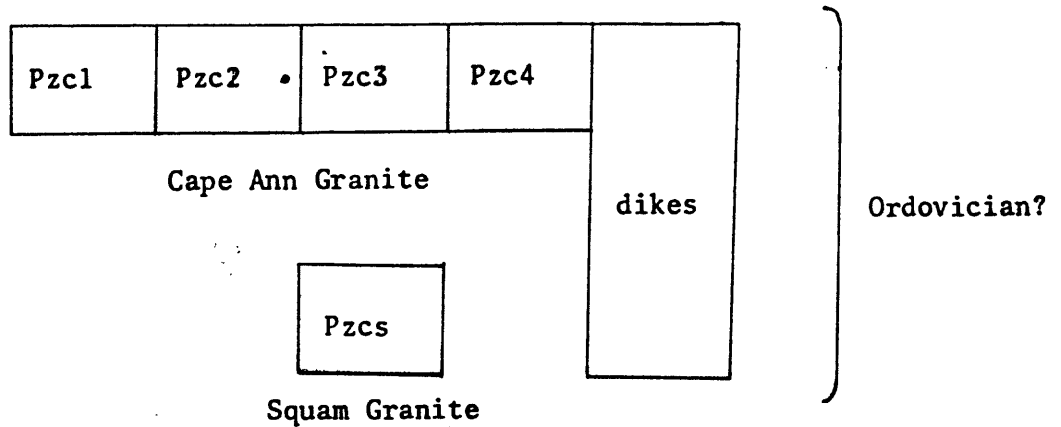 Pzc1 Pzc2 Pzc3 Pzc4
Cape Ann Granite
dikes
Ordovician?
Pzcs
Squam Granite